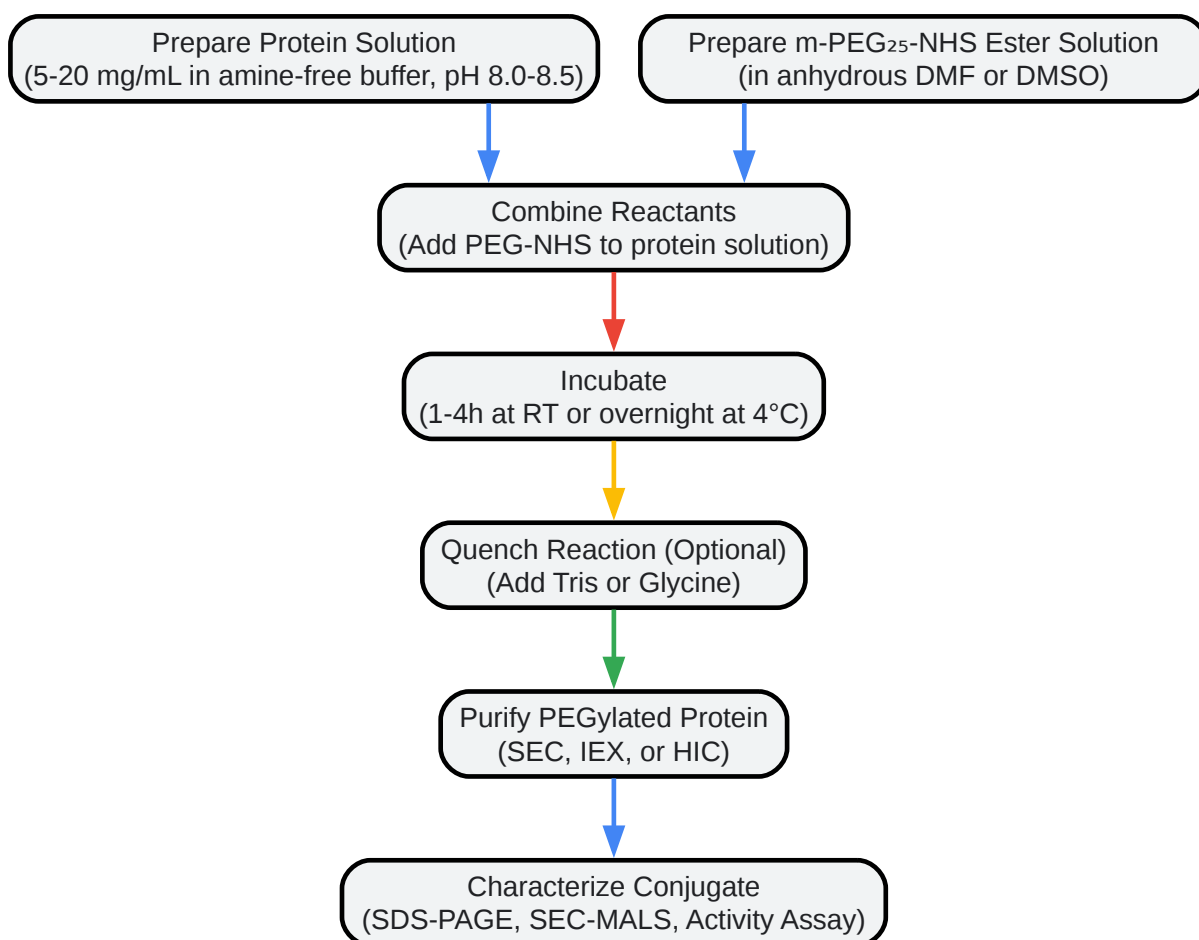 Prepare Protein Solution
(5-20 mg/mL in amine-free buffer, pH 8.0-8.5)
Prepare m-PEG₂₅-NHS Ester Solution
(in anhydrous DMF or DMSO)
Combine Reactants
(Add PEG-NHS to protein solution)
Incubate
(1-4h at RT or overnight at 4°C)
Quench Reaction (Optional)
(Add Tris or Glycine)
Purify PEGylated Protein
(SEC, IEX, or HIC)
Characterize Conjugate
(SDS-PAGE, SEC-MALS, Activity Assay)